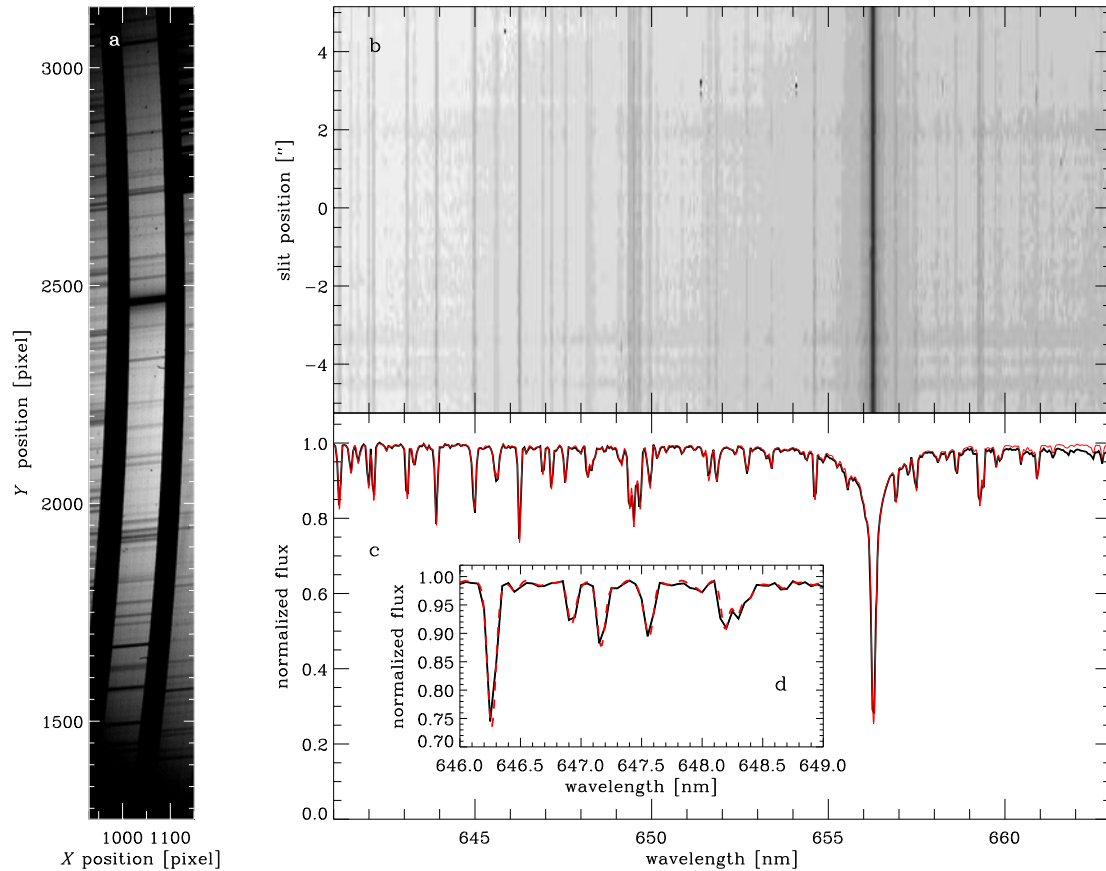 a
3000
2500
2000
1500
Y position [pixel]
1000 1100
X position [pixel]
b
4
2
0
−2
−4
slit position [″]
1.0
0.8
0.6
0.4
0.2
0.0
normalized flux
c
645 650 655 660
wavelength [nm]
1.00
0.95
0.90
0.85
0.80
0.75
0.70
normalized flux
d
646.0 646.5 647.0 647.5 648.0 648.5 649.0
wavelength [nm]